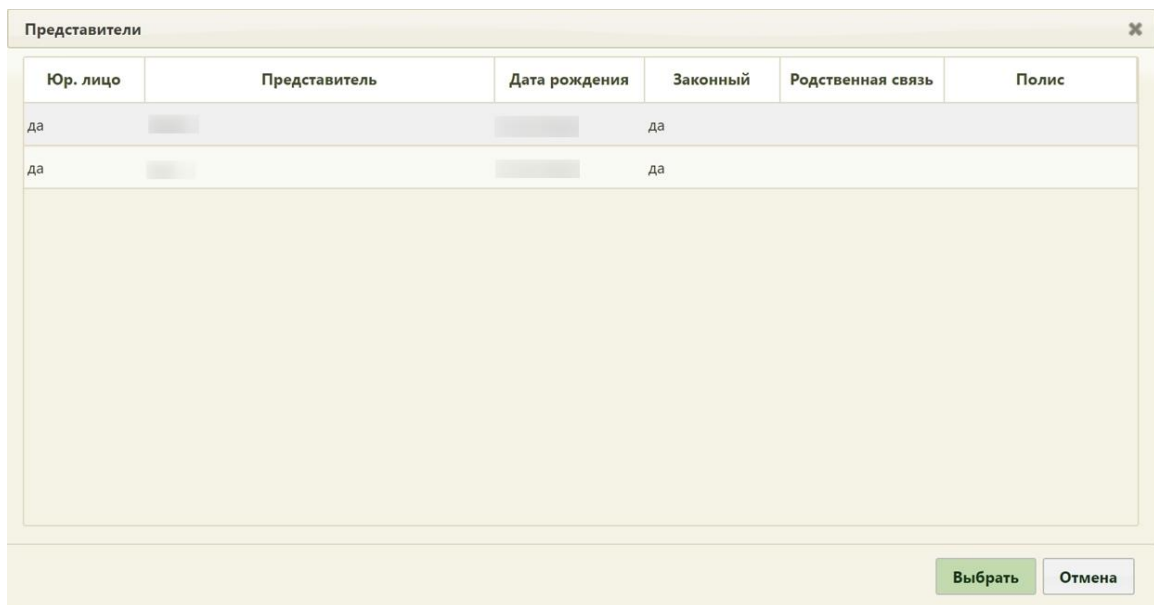 Представители
Юр. лицо Представитель Дата рождения Законный Родственная связь Полис
да да
да да
Выбрать Отмена